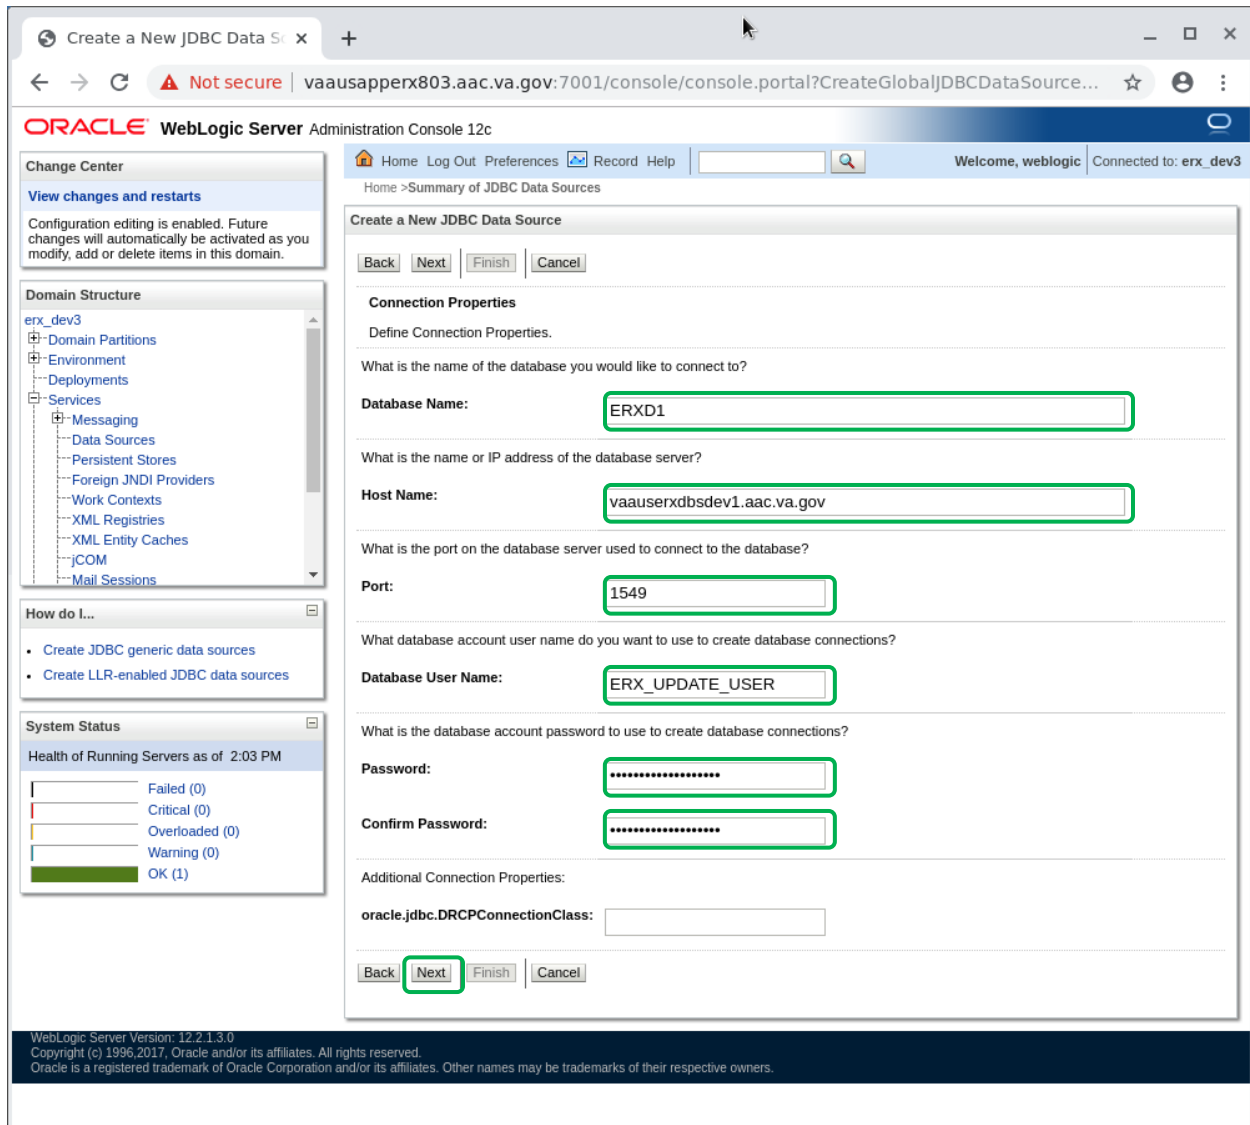 Create a New JDBC Data S
Not secure | vaausapperx803.aac.va.gov:7001/console/console.portal?CreateGlobalJDBCDataSource...
ORACLE WebLogic Server Administration Console 12c
Change Center
View changes and restarts
Configuration editing is enabled. Future
changes will automatically be activated as you
modify, add or delete items in this domain.
Domain Structure
erx_dev3
Domain Partitions
Environment
Deployments
Services
Messaging
Data Sources
Persistent Stores
Foreign JNDI Providers
Work Contexts
XML Registries
XML Entity Caches
jCOM
Mail Sessions
How do I...
Create JDBC generic data sources
Create LLR-enabled JDBC data sources
System Status
Health of Running Servers as of 2:03 PM
Failed (0)
Critical (0)
Overloaded (0)
Warning (0)
OK (1)
Home Log Out Preferences Record Help
Welcome, weblogic Connected to: erx_dev3
Home >Summary of JDBC Data Sources
Create a New JDBC Data Source
Back Next Finish Cancel
Connection Properties
Define Connection Properties.
What is the name of the database you would like to connect to?
Database Name: ERXD1
What is the name or IP address of the database server?
Host Name: vaauserxdbsdev1.aac.va.gov
What is the port on the database server used to connect to the database?
Port: 1549
What database account user name do you want to use to create database connections?
Database User Name: ERX_UPDATE_USER
What is the database account password to use to create database connections?
Password: •••••••••••••••••••
Confirm Password: •••••••••••••••••••
Additional Connection Properties:
oracle.jdbc.DRCPConnectionClass:
Back Next Finish Cancel
WebLogic Server Version: 12.2.1.3.0
Copyright (c) 1996,2017, Oracle and/or its affiliates. All rights reserved.
Oracle is a registered trademark of Oracle Corporation and/or its affiliates. Other names may be trademarks of their respective owners.